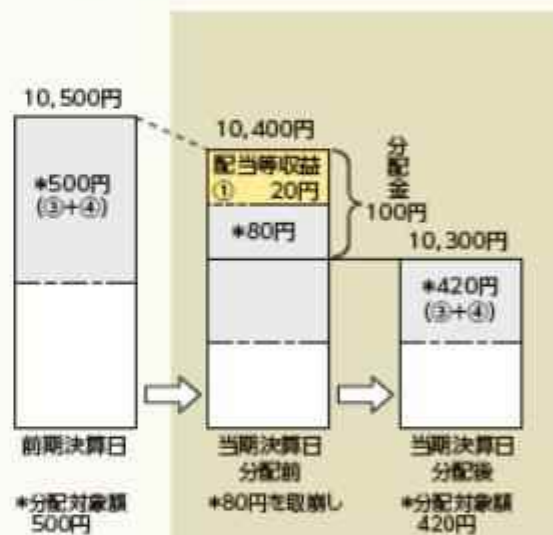 10,500円
*500円
(③+④)
前期決算日
*分配対象額
500円
10,400円
配当等収益
① 20円
*80円
分配金
100円
当期決算日
分配前
*80円を取崩し
10,300円
*420円
(③+④)
当期決算日
分配後
*分配対象額
420円